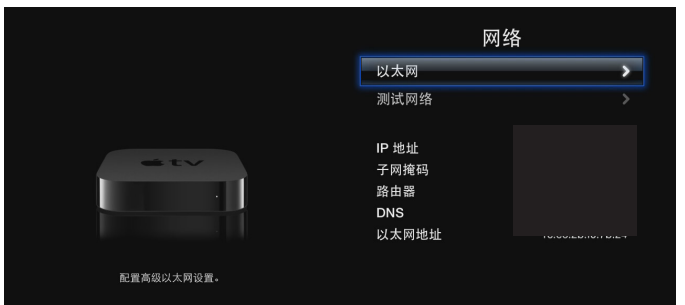 网络
以太网
测试网络
IP 地址
子网掩码
路由器
DNS
以太网地址
tv
配置高级以太网设置。